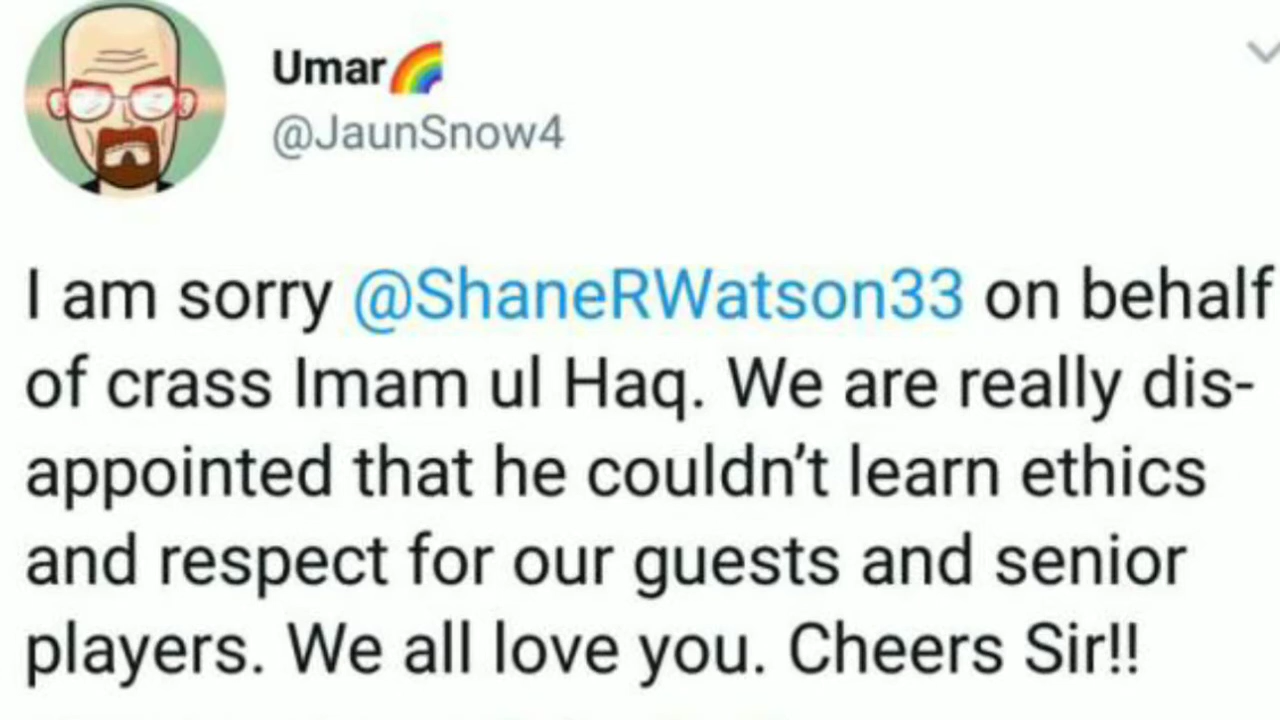 Umar🌈
@JaunSnow4
I am sorry @ShaneRWatson33 on behalf
of crass Imam ul Haq. We are really dis-
appointed that he couldn't learn ethics
and respect for our guests and senior
players. We all love you. Cheers Sir!!